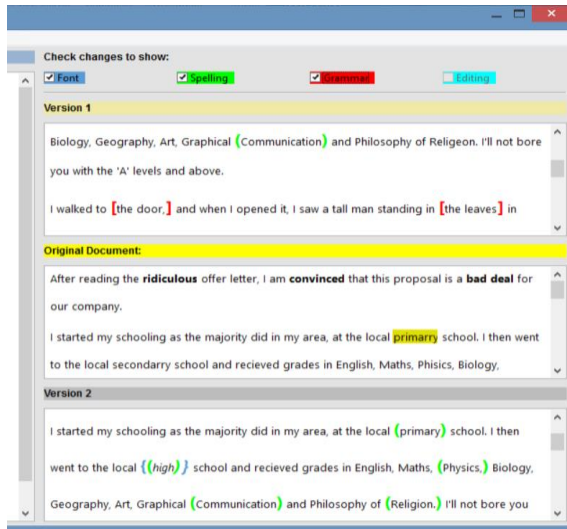 Check changes to show:
Font Spelling Grammar Editing
Version 1
Biology, Geography, Art, Graphical (Communication) and Philosophy of Religeon. I'll not bore
you with the 'A' levels and above.
I walked to [the door,] and when I opened it, I saw a tall man standing in [the leaves] in
Original Document:
After reading the ridiculous offer letter, I am convinced that this proposal is a bad deal for
our company.
I started my schooling as the majority did in my area, at the local primarry school. I then went
to the local secondarry school and recieved grades in English, Maths, Phisics, Biology,
Version 2
I started my schooling as the majority did in my area, at the local (primary) school. I then
went to the local {(high)} school and recieved grades in English, Maths, (Physics,) Biology,
Geography, Art, Graphical (Communication) and Philosophy of (Religion.) I'll not bore you